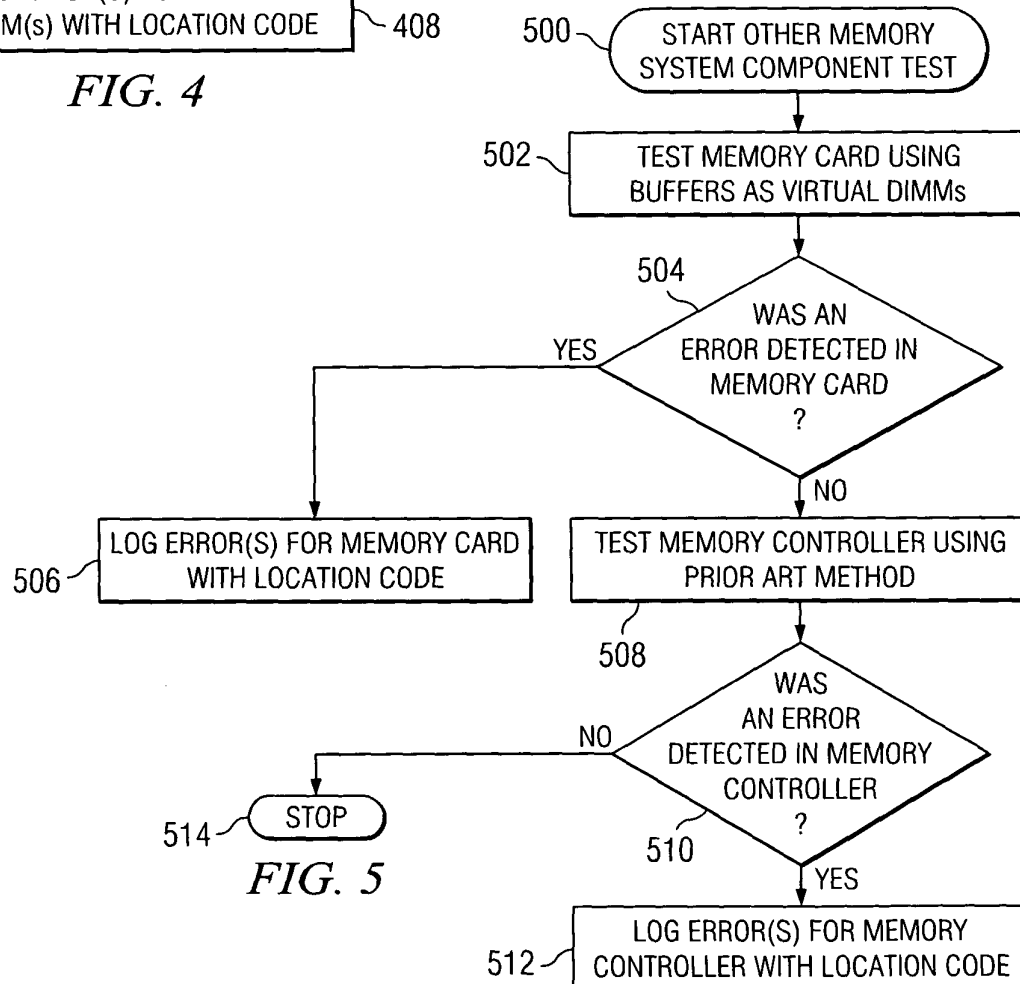 M(s) WITH LOCATION CODE
408
FIG. 4
500
START OTHER MEMORY
SYSTEM COMPONENT TEST
502
TEST MEMORY CARD USING
BUFFERS AS VIRTUAL DIMMs
504
WAS AN
ERROR DETECTED IN
MEMORY CARD
?
YES
NO
506
LOG ERROR(S) FOR MEMORY CARD
WITH LOCATION CODE
TEST MEMORY CONTROLLER USING
PRIOR ART METHOD
508
WAS
AN ERROR
DETECTED IN MEMORY
CONTROLLER
?
NO
510
514
STOP
FIG. 5
YES
512
LOG ERROR(S) FOR MEMORY
CONTROLLER WITH LOCATION CODE